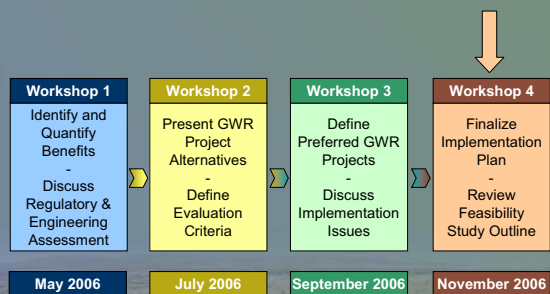 Workshop 1
Identify and
Quantify
Benefits
-
Discuss
Regulatory &
Engineering
Assessment
May 2006
Workshop 2
Present GWR
Project
Alternatives
-
Define
Evaluation
Criteria
July 2006
Workshop 3
Define
Preferred GWR
Projects
-
Discuss
Implementation
Issues
September 2006
Workshop 4
Finalize
Implementation
Plan
-
Review
Feasibility
Study Outline
November 2006